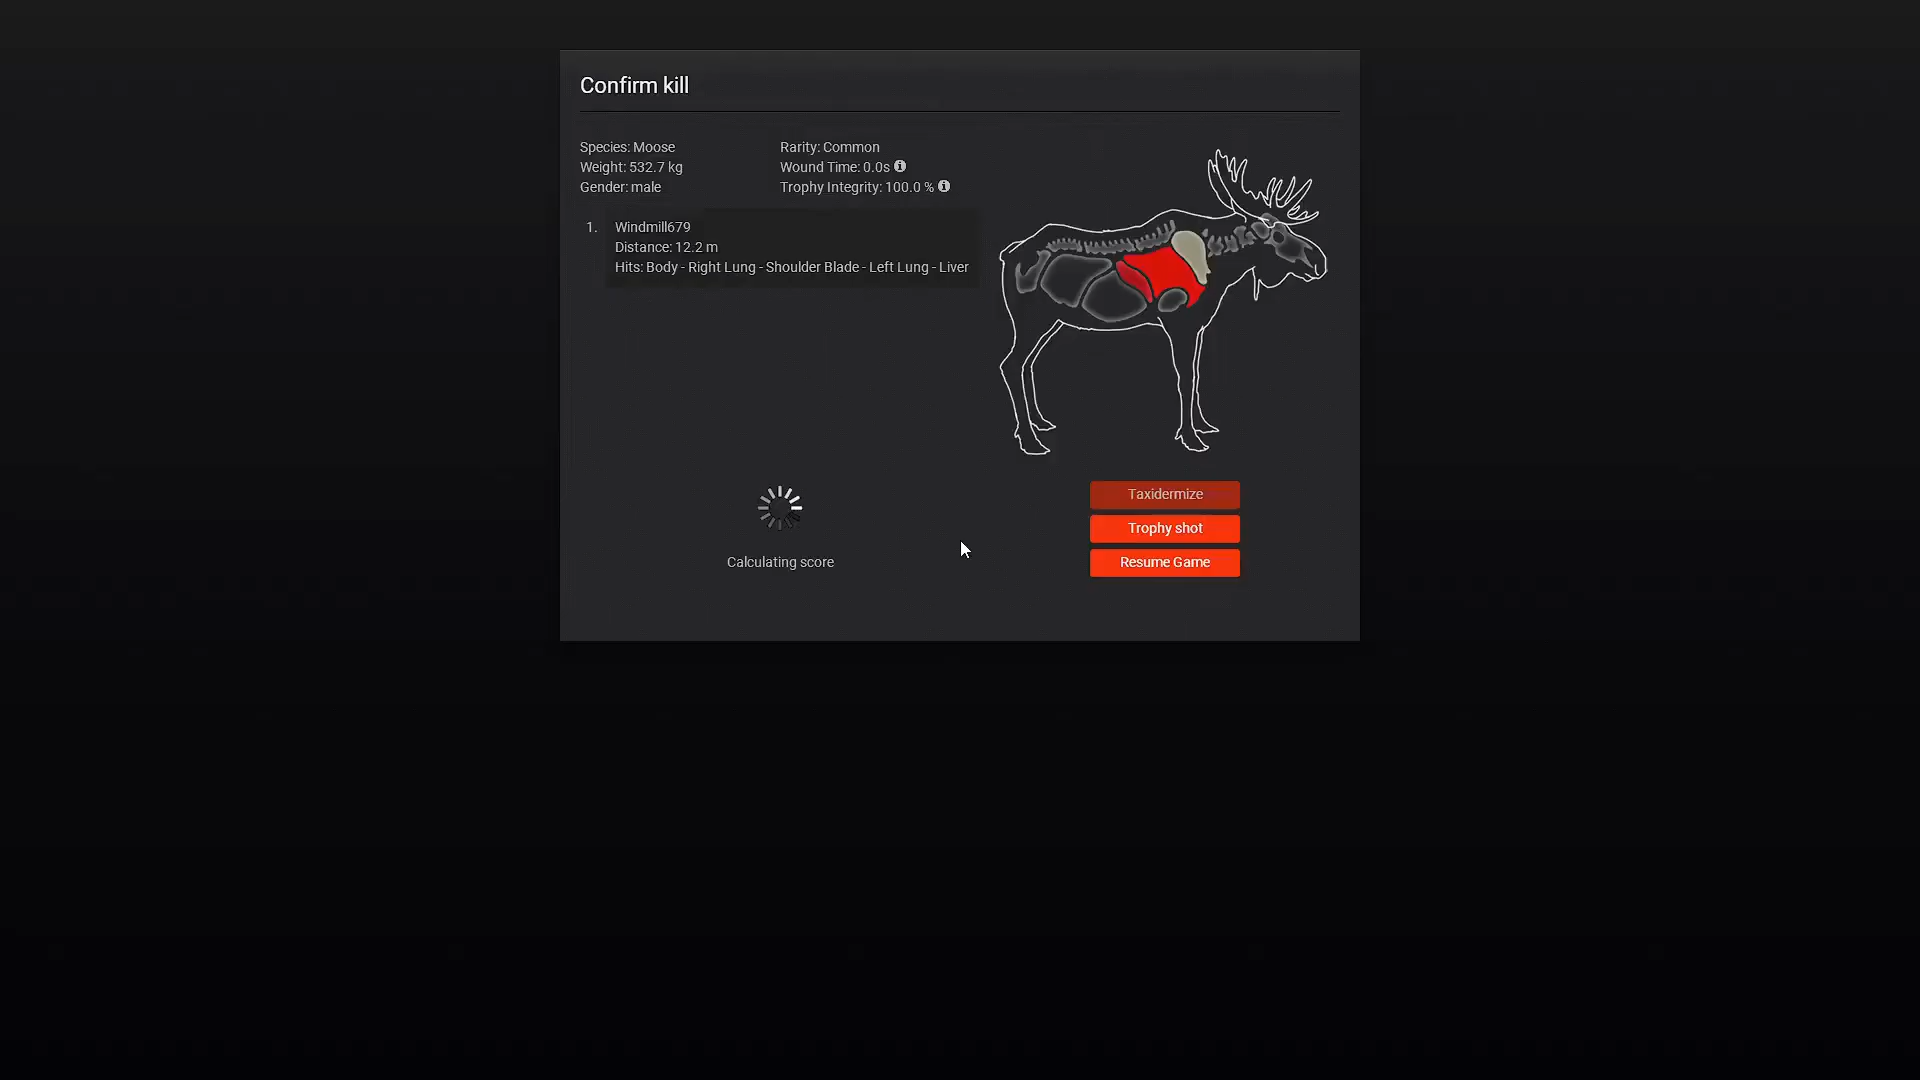 Confirm kill
Species: Moose
Weight: 532.7 kg
Gender: male
Rarity: Common
Wound Time: 0.0s
Trophy Integrity: 100.0 %
1.
Windmill679
Distance: 12.2 m
Hits: Body - Right Lung - Shoulder Blade - Left Lung - Liver
Calculating score
Taxidermize
Trophy shot
Resume Game